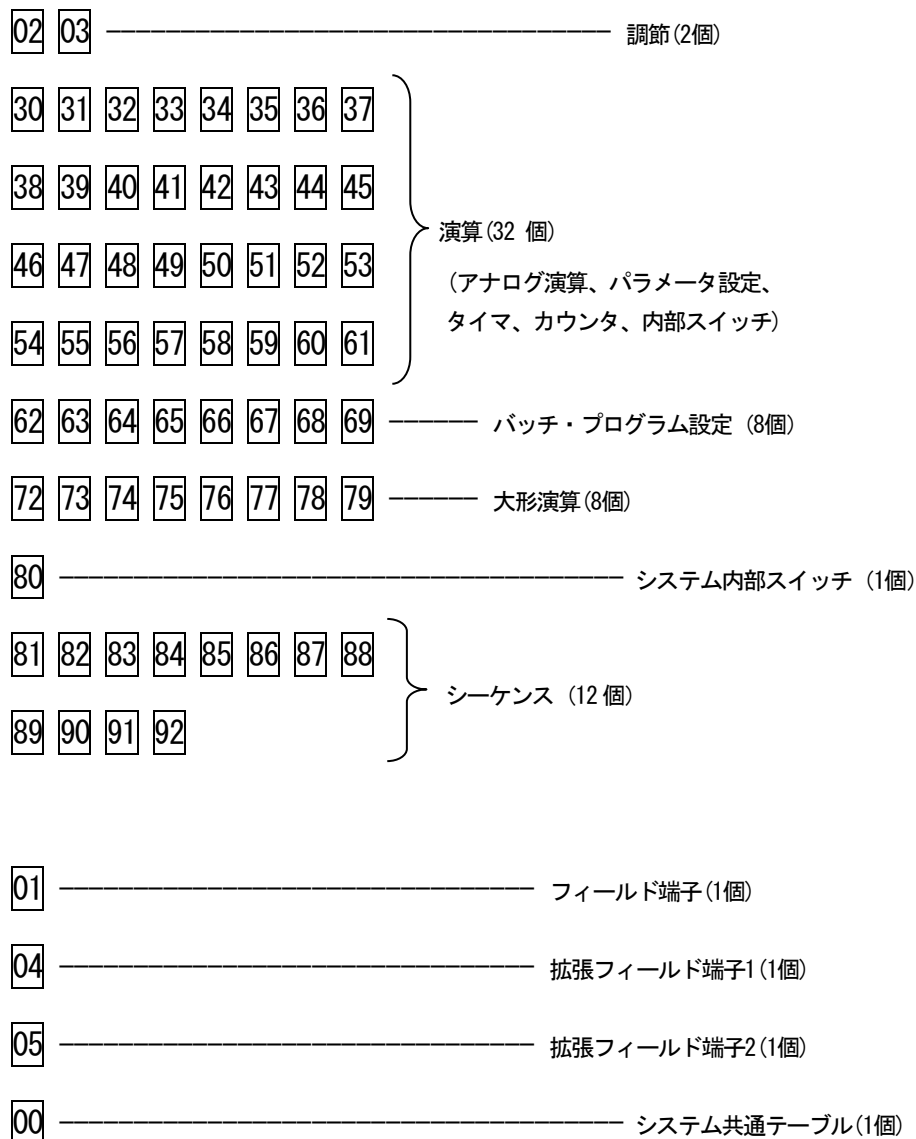 02 03 調節(2個)
30 31 32 33 34 35 36 37
38 39 40 41 42 43 44 45
演算(32 個)
46 47 48 49 50 51 52 53
(アナログ演算、パラメータ設定、
タイマ、カウンタ、内部スイッチ)
54 55 56 57 58 59 60 61
62 63 64 65 66 67 68 69 バッチ・プログラム設定 (8個)
72 73 74 75 76 77 78 79 大形演算(8個)
80 システム内部スイッチ (1個)
81 82 83 84 85 86 87 88
シーケンス (12 個)
89 90 91 92
01 フィールド端子(1個)
04 拡張フィールド端子1(1個)
05 拡張フィールド端子2(1個)
00 システム共通テーブル(1個)